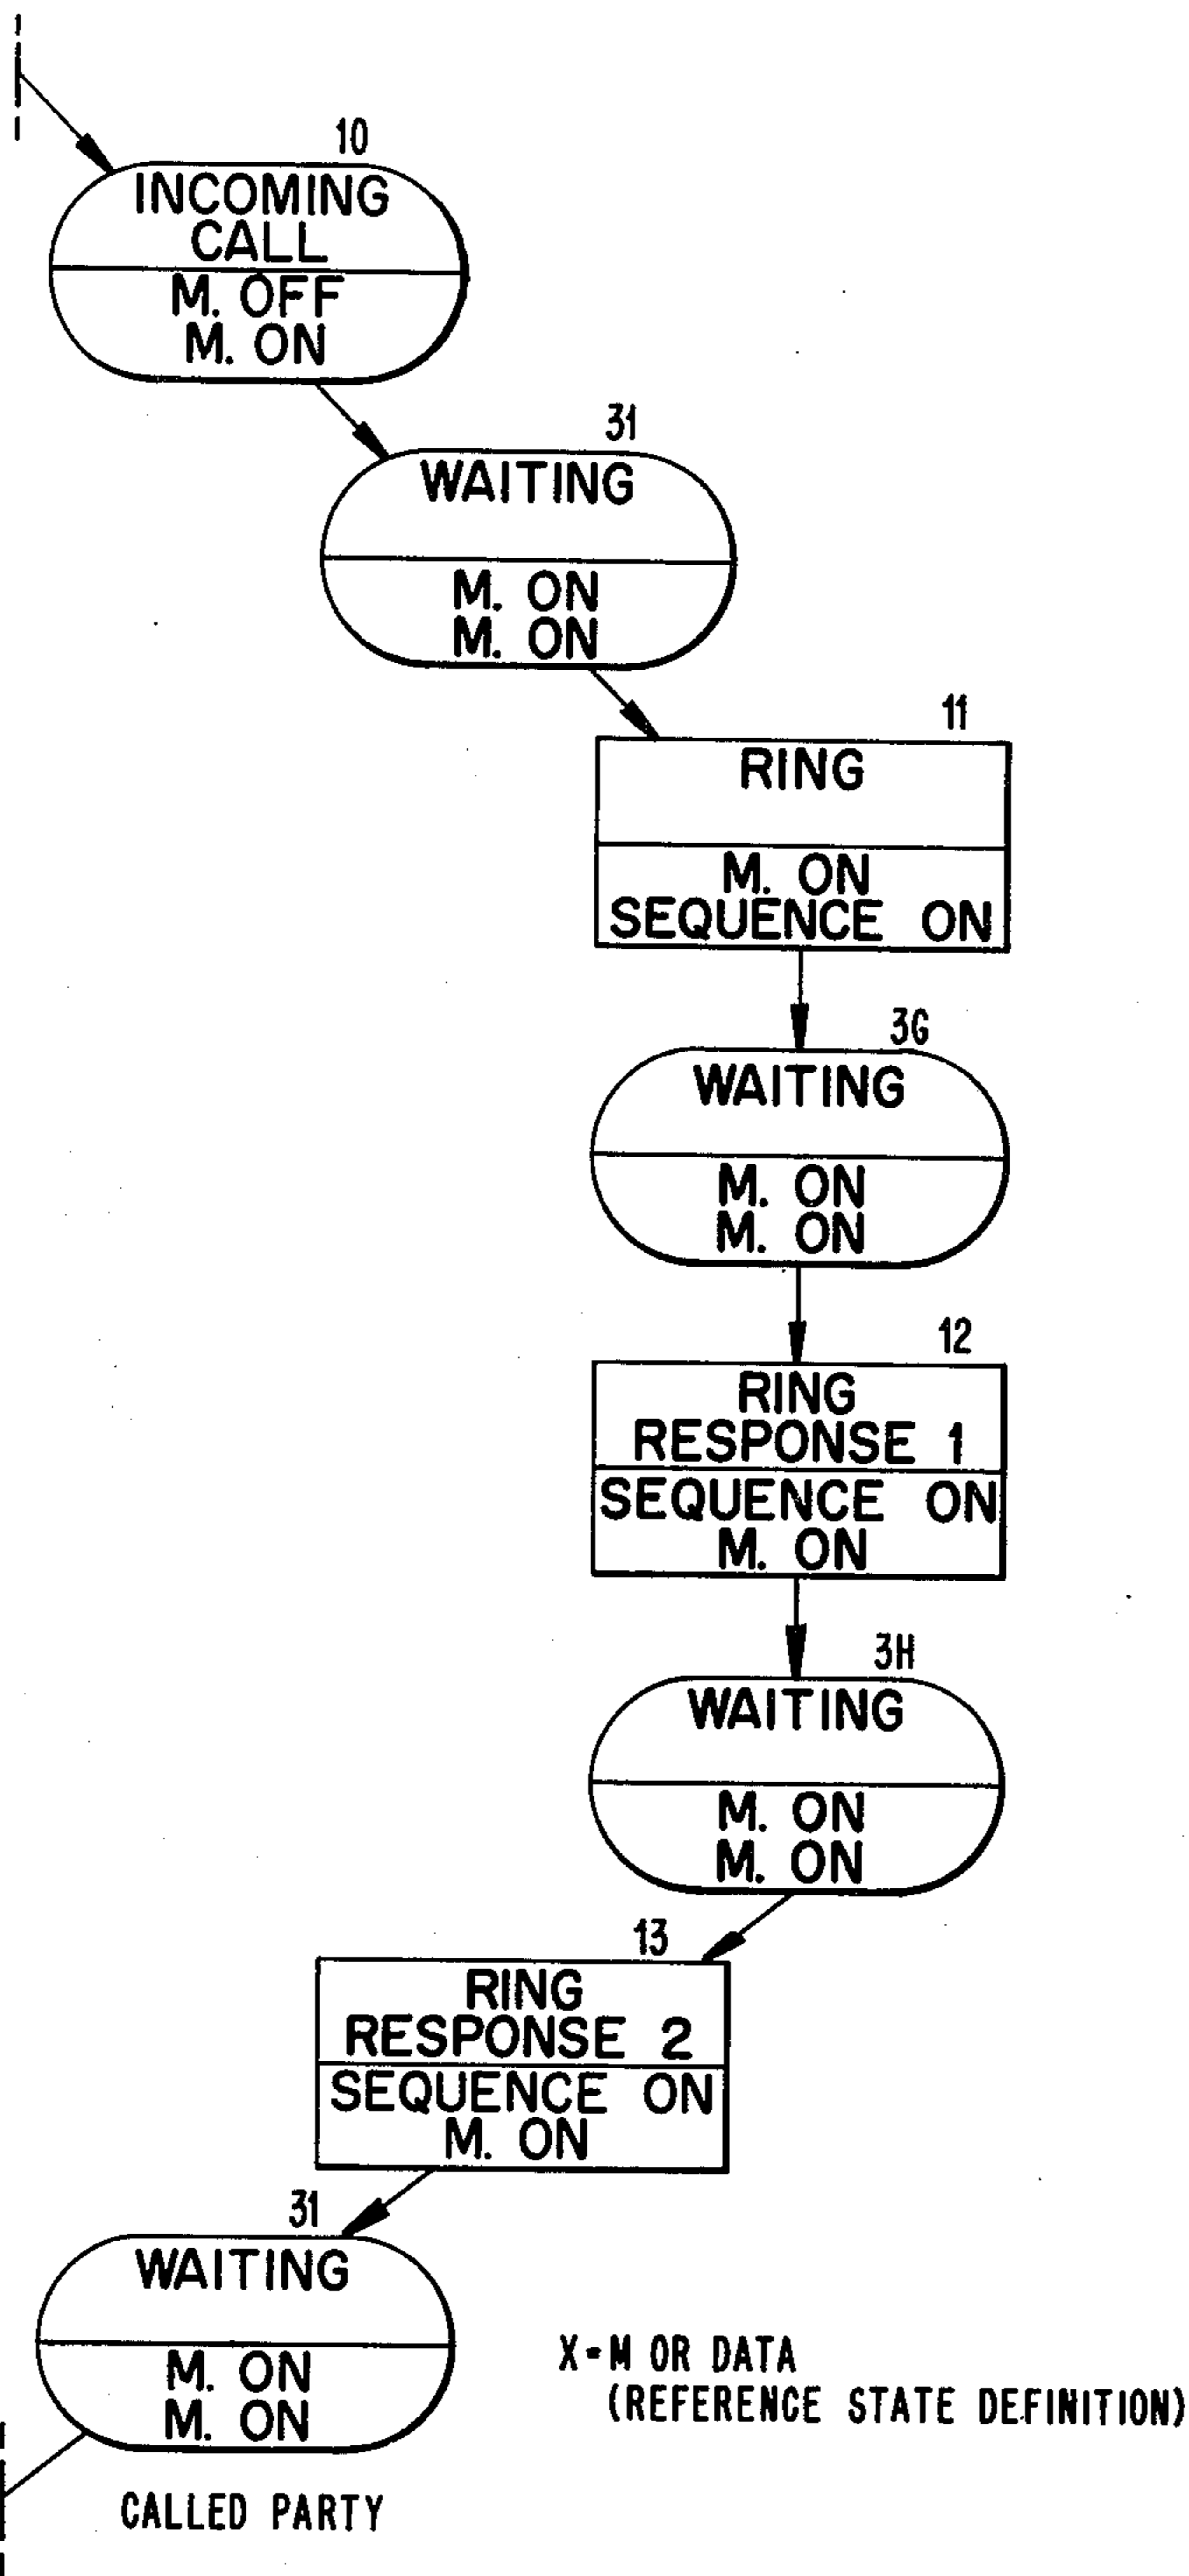 10
INCOMING
CALL
M. OFF
M. ON
31
WAITING
M. ON
M. ON
11
RING
M. ON
SEQUENCE ON
3G
WAITING
M. ON
M. ON
12
RING
RESPONSE 1
SEQUENCE ON
M. ON
3H
WAITING
M. ON
M. ON
13
RING
RESPONSE 2
SEQUENCE ON
M. ON
31
WAITING
M. ON
M. ON
X=M OR DATA
(REFERENCE STATE DEFINITION)
CALLED PARTY